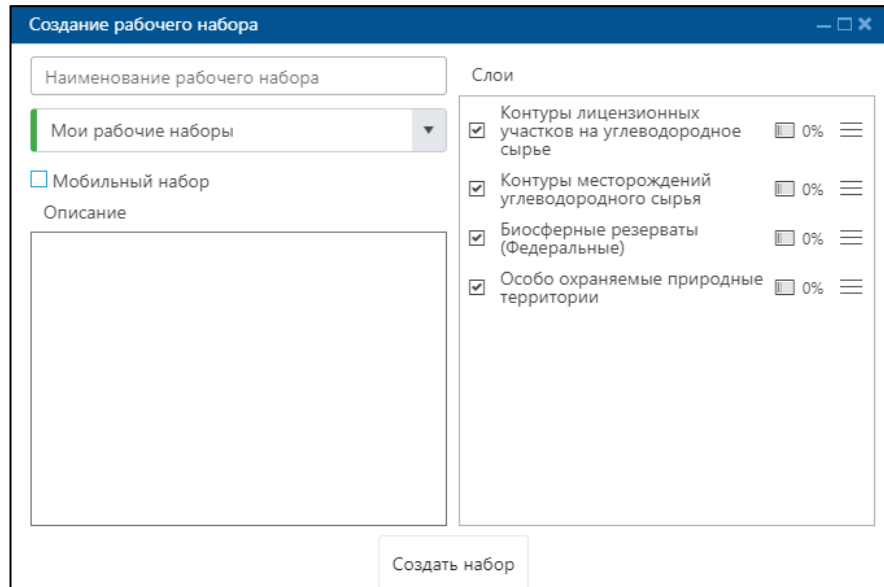 Создание рабочего набора
Наименование рабочего набора
Мои рабочие наборы
Мобильный набор
Описание
Слои
Контуры лицензионных
участков на углеводородное
сырье
0%
Контуры месторождений
углеводородного сырья
0%
Биосферные резерваты
(Федеральные)
0%
Особо охраняемые природные
территории
0%
Создать набор